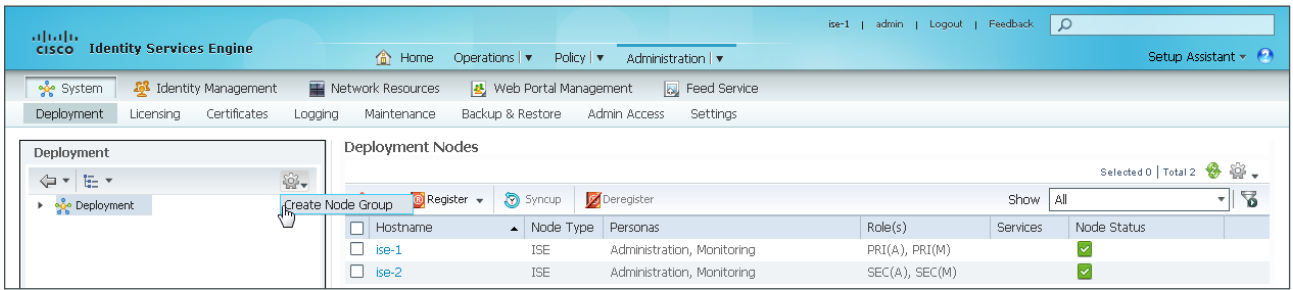 ise-1 | admin | Logout | Feedback
CISCO Identity Services Engine
Home Operations | Policy | Administration | Setup Assistant
System Identity Management Network Resources Web Portal Management Feed Service
Deployment Licensing Certificates Logging Maintenance Backup & Restore Admin Access Settings
Deployment
Deployment Nodes
Selected 0 | Total 2
Deployment
Create Node Group
Register Syncup Deregister Show All
Hostname Node Type Personas Role(s) Services Node Status
ise-1 ISE Administration, Monitoring PRI(A), PRI(M)
ise-2 ISE Administration, Monitoring SEC(A), SEC(M)